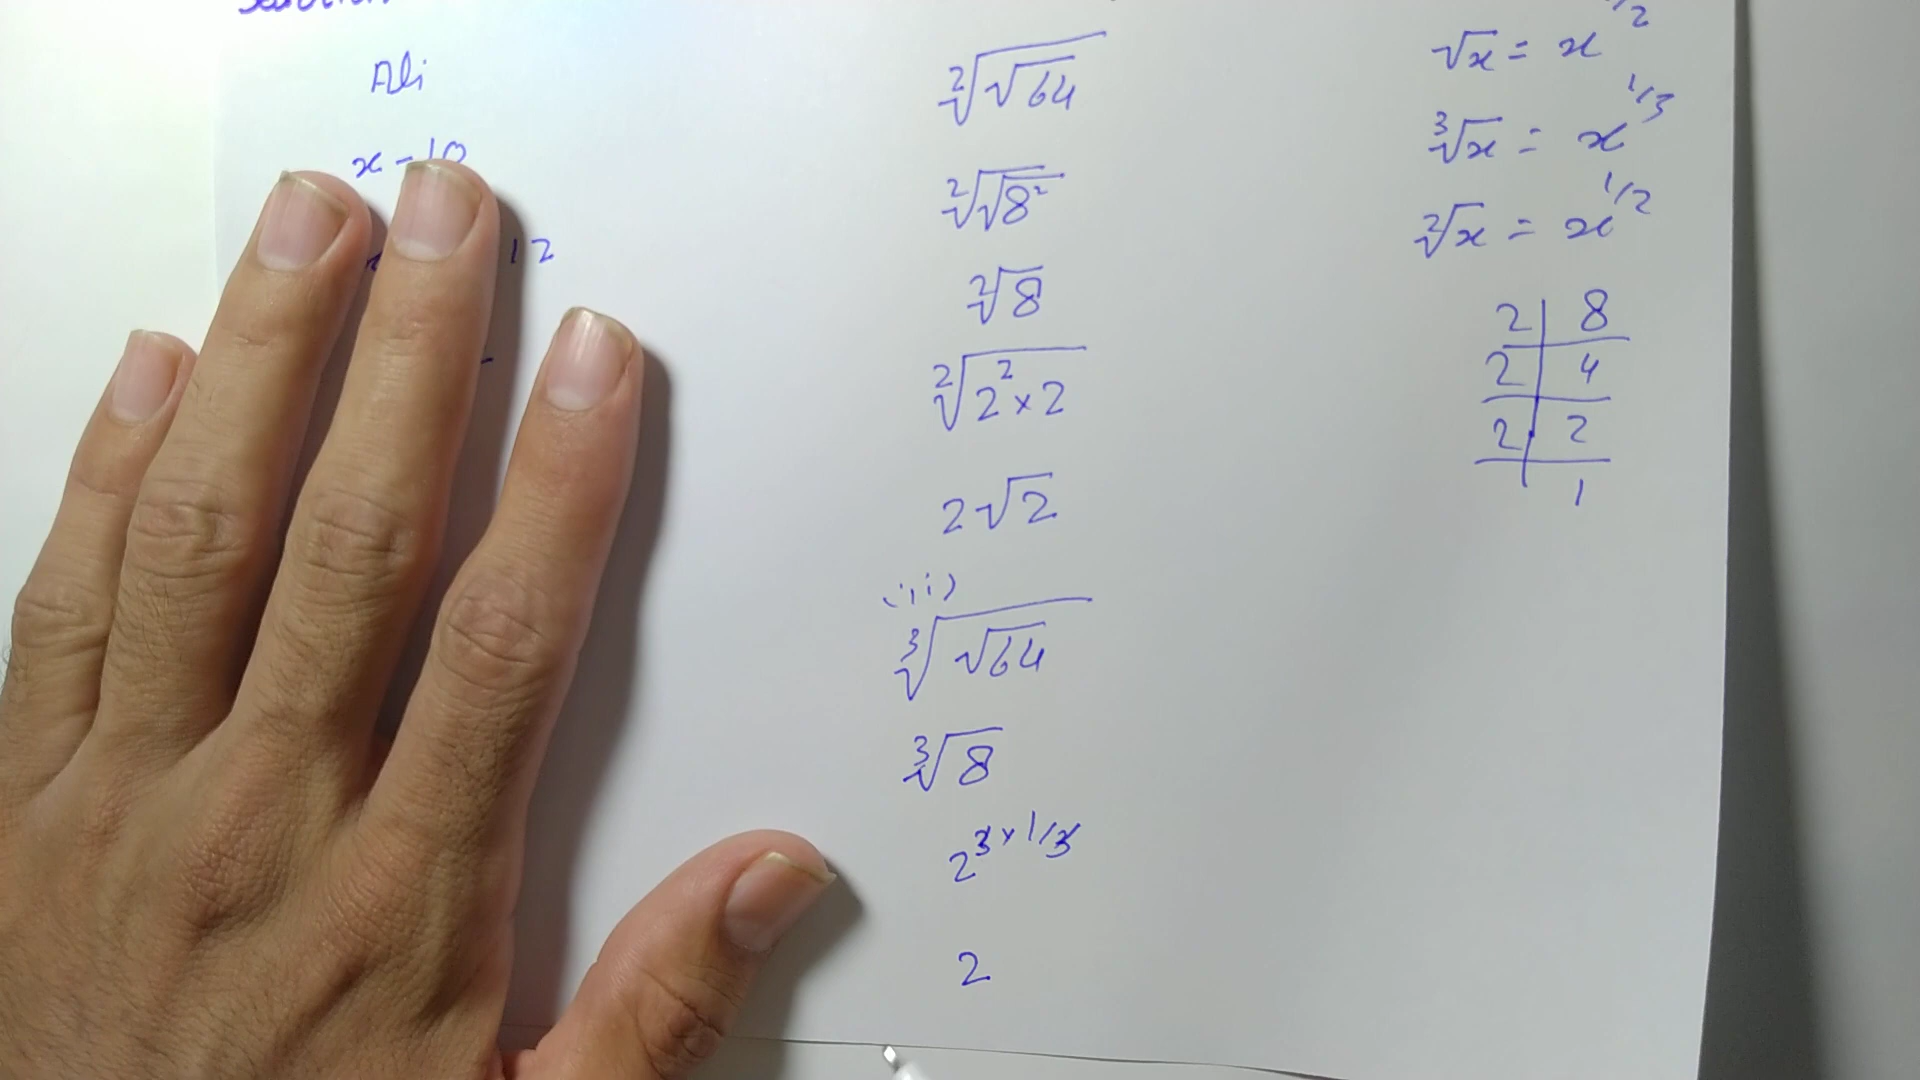 Ali
x - 10
12
²√√64
²√√8²
²√8
²√2² × 2
2√2
(ii)
³√√64
³√8
2^3×1/3
2
√x = x^1/2
³√x = x^1/3
²√x = x^1/2
2 | 8
2 | 4
2 | 2
1